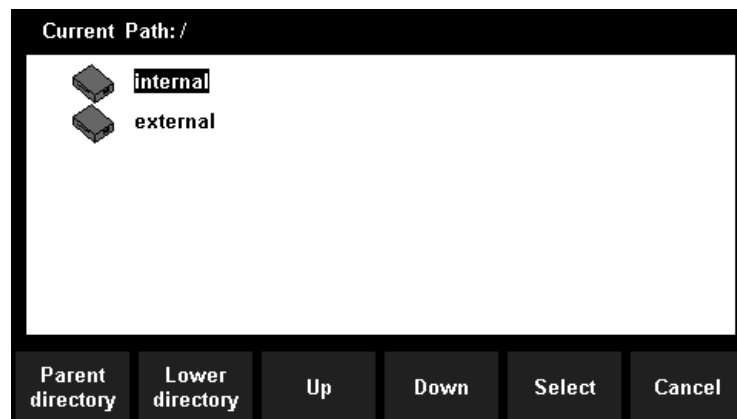 Current Path: /
internal
external
Parent directory
Lower directory
Up
Down
Select
Cancel